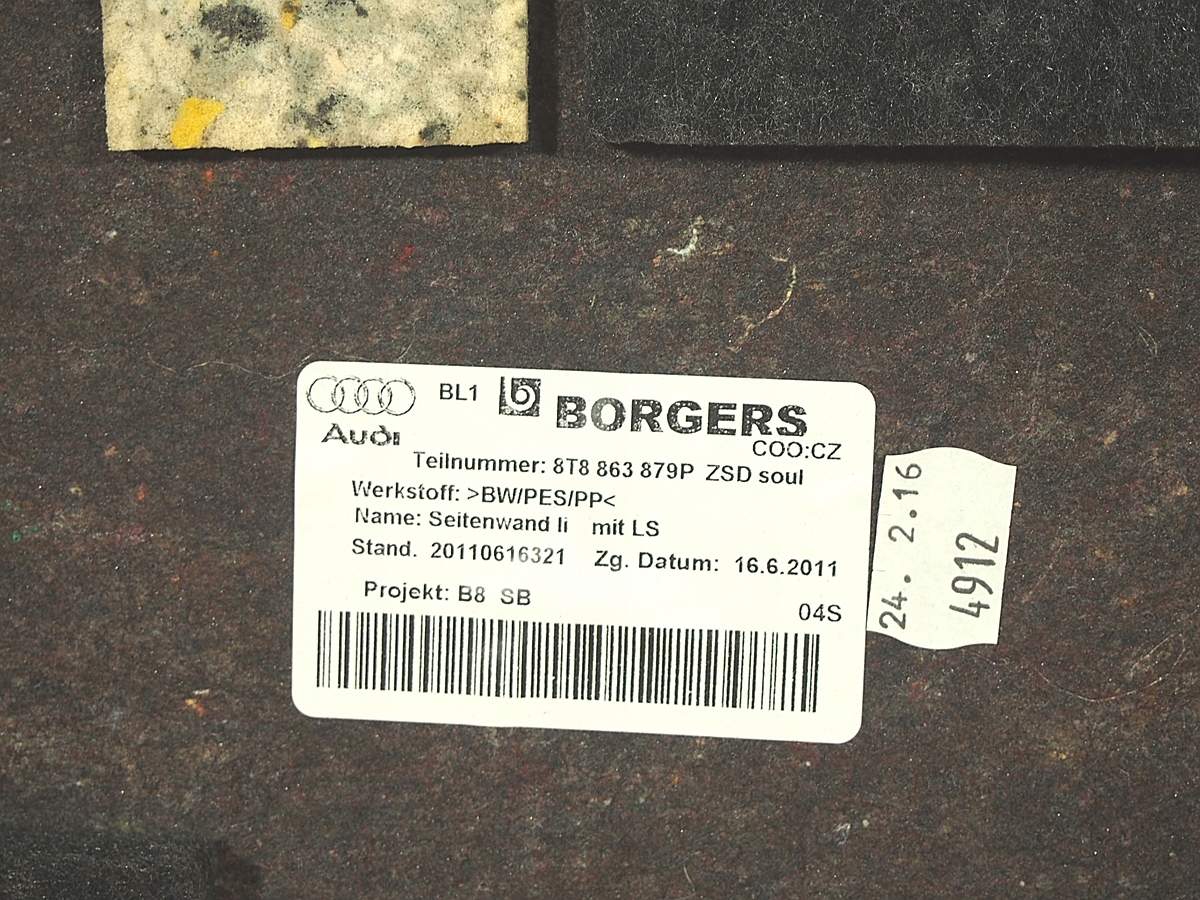 BL1 BORGERS
Audi
COO:CZ
Teilnummer: 8T8 863 879P ZSD soul
Werkstoff: >BW/PES/PP<
Name: Seitenwand li mit LS
Stand. 20110616321 Zg. Datum: 16.6.2011
Projekt: B8 SB
04S
24. 2.16
4912